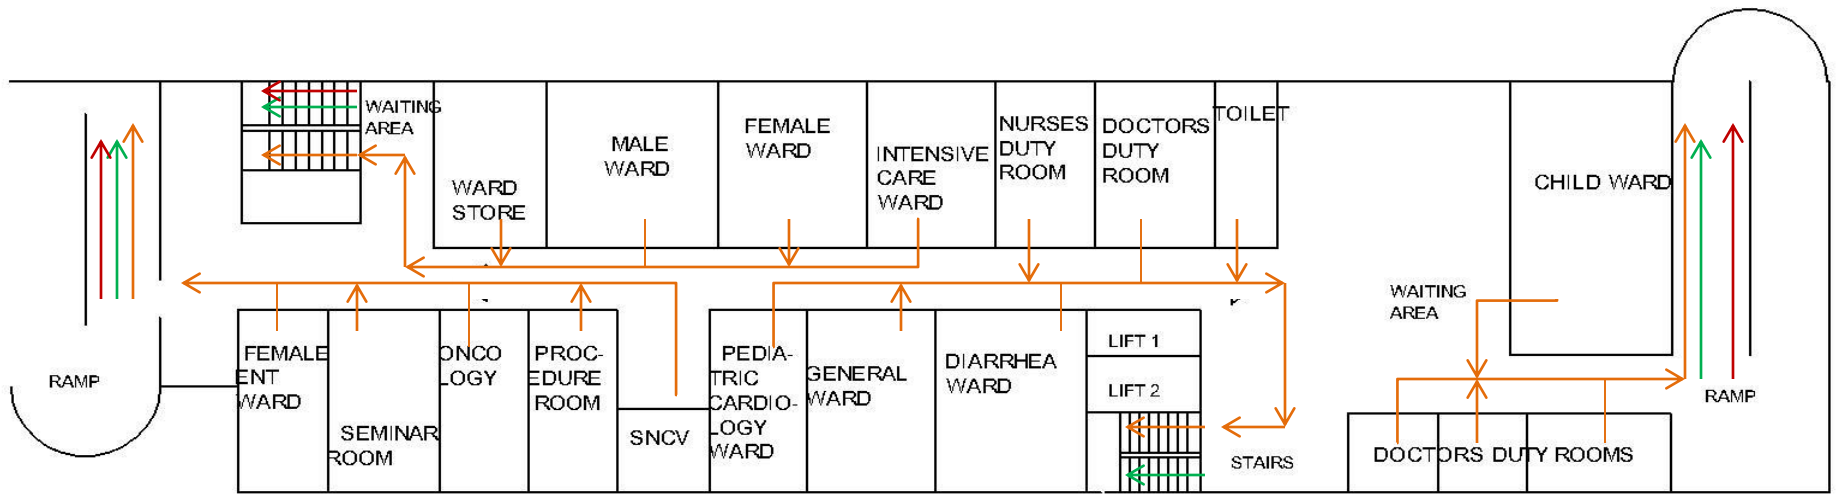 WAITING
AREA
WARD
STORE
MALE
WARD
FEMALE
WARD
INTENSIVE
CARE
WARD
NURSES
DUTY
ROOM
DOCTORS
DUTY
ROOM
TOILET
CHILD WARD
WAITING
AREA
RAMP
FEMALE
ENT
WARD
SEMINAR
ROOM
ONCO
LOGY
PROC-
EDURE
ROOM
SNCV
PEDIA-
TRIC
CARDIO-
LOGY
WARD
GENERAL
WARD
DIARRHEA
WARD
LIFT 1
LIFT 2
STAIRS
DOCTORS DUTY ROOMS
RAMP